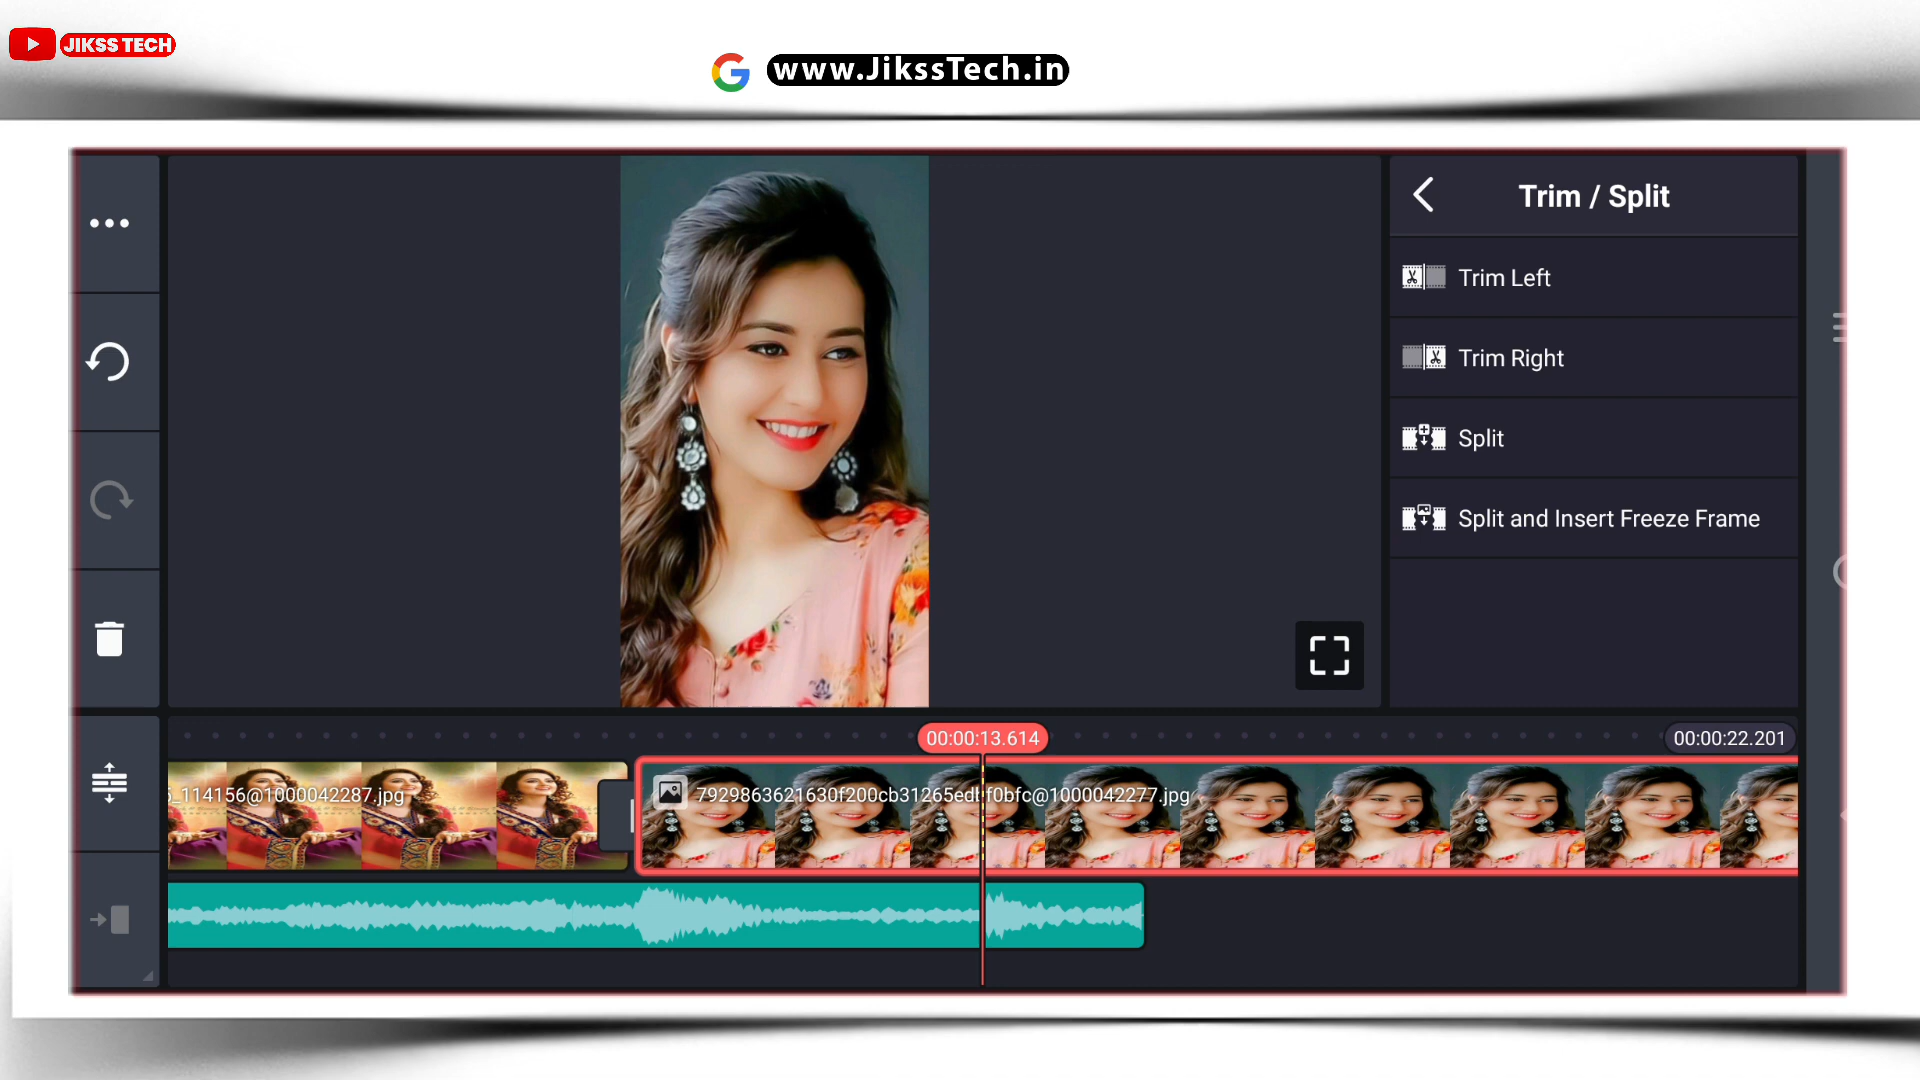 JIKSS TECH
www.JikssTech.in
Trim / Split
Trim Left
Trim Right
Split
Split and Insert Freeze Frame
00:00:13.614
00:00:22.201
_114156@1000042287.jpg
f0bfc@1000042277.jpg